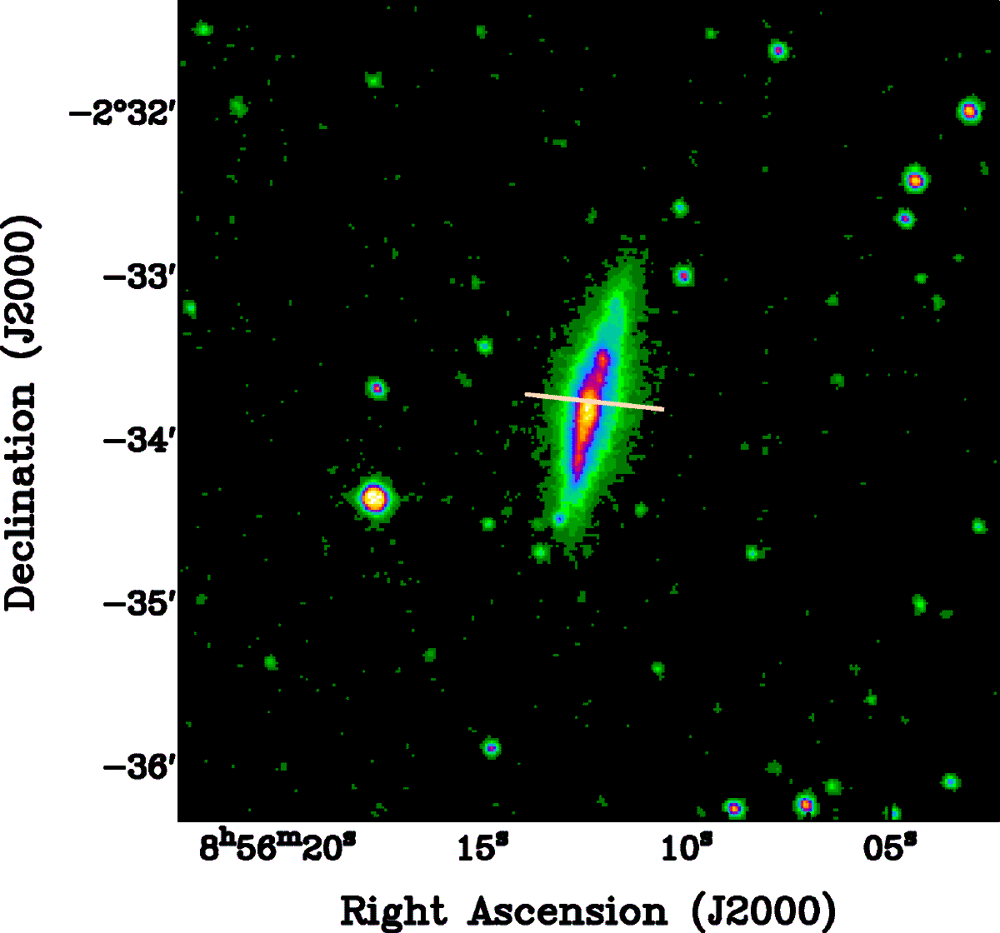 Declination (J2000)
−2°32′
−33′
−34′
−35′
−36′
8ʰ56ᵐ20ˢ 15ˢ 10ˢ 05ˢ
Right Ascension (J2000)